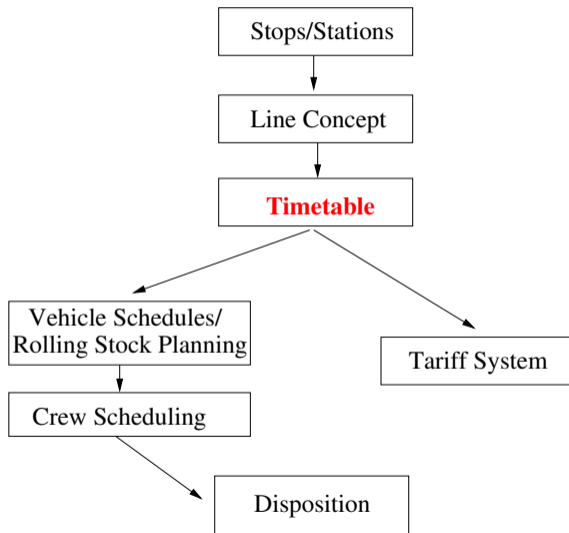 Stops/Stations
Line Concept
Timetable
Vehicle Schedules/
Rolling Stock Planning
Tariff System
Crew Scheduling
Disposition